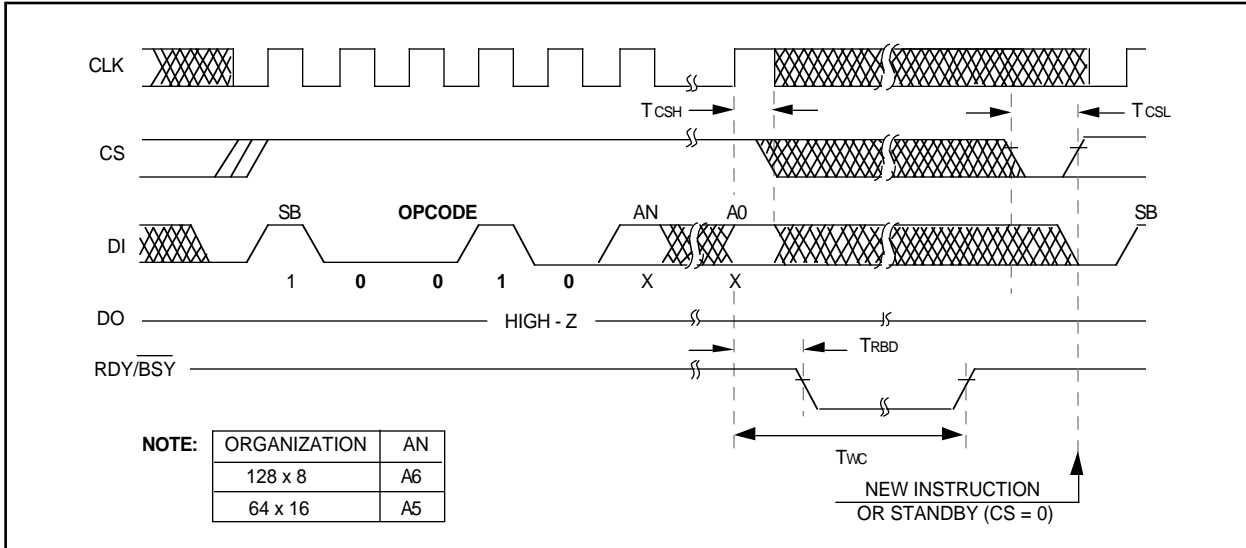 CLK
TCSH
TCSL
CS
SB OPCODE AN A0 SB
DI
1 0 0 1 0 X X
DO HIGH - Z
TRBD
RDY/BSY
TWC
NOTE:
ORGANIZATION AN
128 x 8 A6
64 x 16 A5
NEW INSTRUCTION
OR STANDBY (CS = 0)